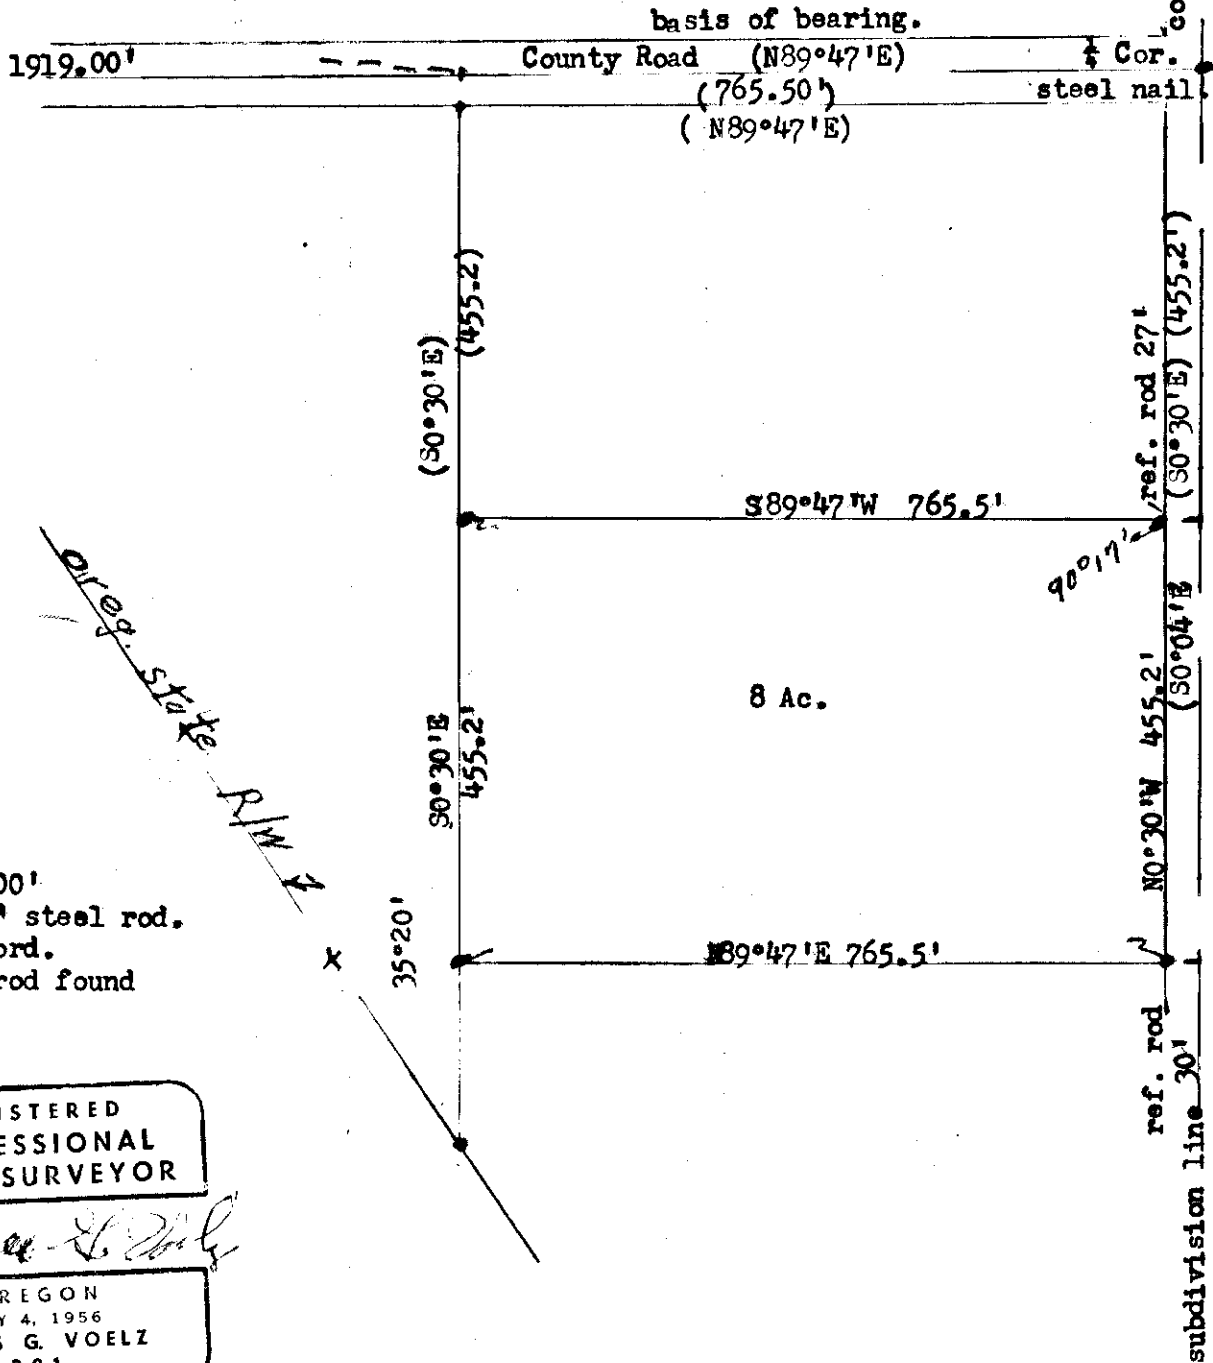 basis of bearing.
co
1919.00'
County Road (N89°47'E)
¼ Cor.
(765.50')
steel nail
( N89°47'E)
(S0°30'E)
(455.2)
ref. rod 27'
(S0°30'E) (455.2')
S89°47'W 765.5'
90°17'
Oreg. state R/W
8 Ac.
S0°30'E
455.2'
N0°30'W 455.2'
(S0°04'E
00'
steel rod.
ord.
rod found
35°20'
N89°47'E 765.5'
ref. rod
30'
subdivision line
ISTERED
ESSIONAL
SURVEYOR
REGON
Y 4, 1956
S G. VOELZ